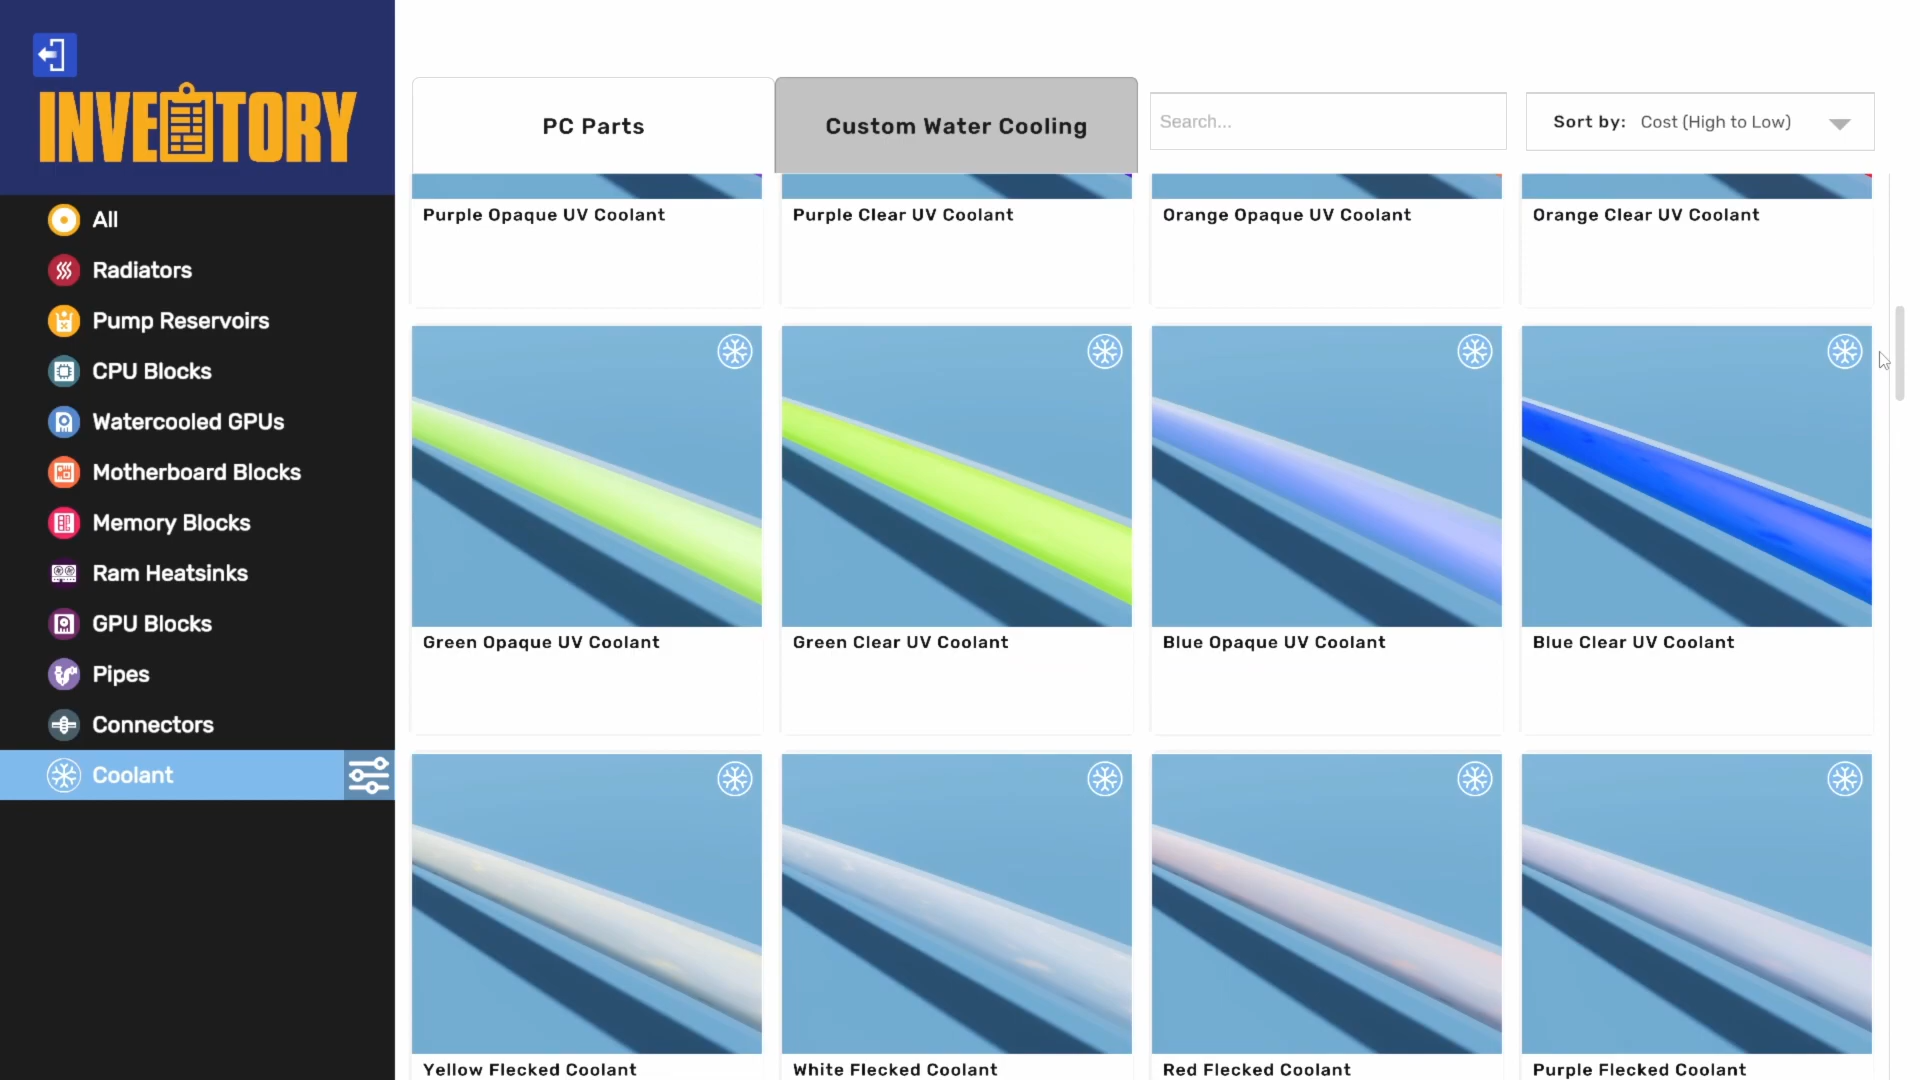 INVENTORY
PC Parts
Custom Water Cooling
Search...
Sort by: Cost (High to Low)
All
Radiators
Pump Reservoirs
CPU Blocks
Watercooled GPUs
Motherboard Blocks
Memory Blocks
Ram Heatsinks
GPU Blocks
Pipes
Connectors
Coolant
Purple Opaque UV Coolant
Purple Clear UV Coolant
Orange Opaque UV Coolant
Orange Clear UV Coolant
Green Opaque UV Coolant
Green Clear UV Coolant
Blue Opaque UV Coolant
Blue Clear UV Coolant
Yellow Flecked Coolant
White Flecked Coolant
Red Flecked Coolant
Purple Flecked Coolant